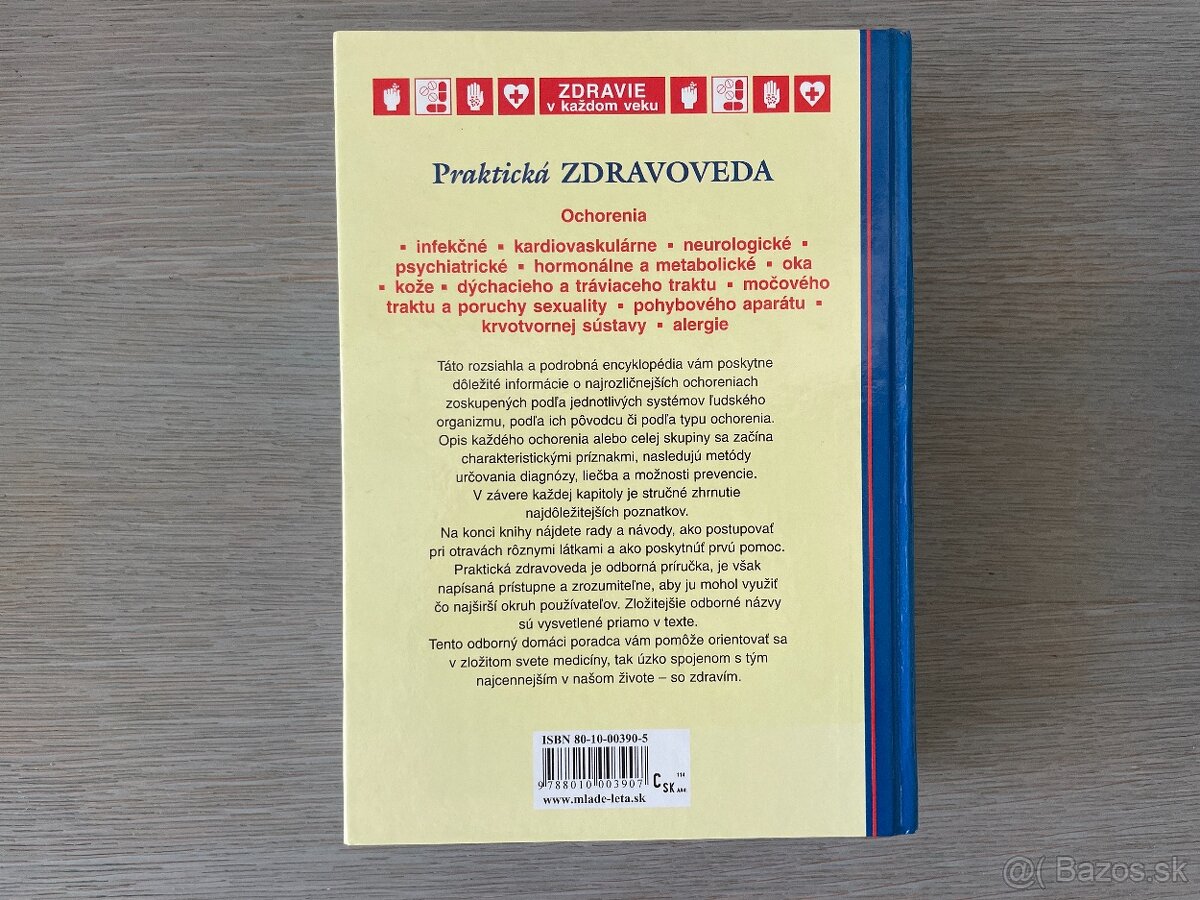 ZDRAVIE
v každom veku
Praktická ZDRAVOVEDA
Ochorenia
▪ infekčné ▪ kardiovaskulárne ▪ neurologické ▪
psychiatrické ▪ hormonálne a metabolické ▪ oka
▪ kože ▪ dýchacieho a tráviaceho traktu ▪ močového
traktu a poruchy sexuality ▪ pohybového aparátu ▪
krvotvornej sústavy ▪ alergie
Táto rozsiahla a podrobná encyklopédia vám poskytne
dôležité informácie o najrozličnejších ochoreniach
zoskupených podľa jednotlivých systémov ľudského
organizmu, podľa ich pôvodcu či podľa typu ochorenia.
Opis každého ochorenia alebo celej skupiny sa začína
charakteristickými príznakmi, nasledujú metódy
určovania diagnózy, liečba a možnosti prevencie.
V závere každej kapitoly je stručné zhrnutie
najdôležitejších poznatkov.
Na konci knihy nájdete rady a návody, ako postupovať
pri otravách rôznymi látkami a ako poskytnúť prvú pomoc.
Praktická zdravoveda je odborná príručka, je však
napísaná prístupne a zrozumiteľne, aby ju mohol využiť
čo najširší okruh používateľov. Zložitejšie odborné názvy
sú vysvetlené priamo v texte.
Tento odborný domáci poradca vám pomôže orientovať sa
v zložitom svete medicíny, tak úzko spojenom s tým
najcennejším v našom živote – so zdravím.
ISBN 80-10-00390-5
9 788010 003907
CSK
www.mlade-leta.sk
@( Bazos.sk